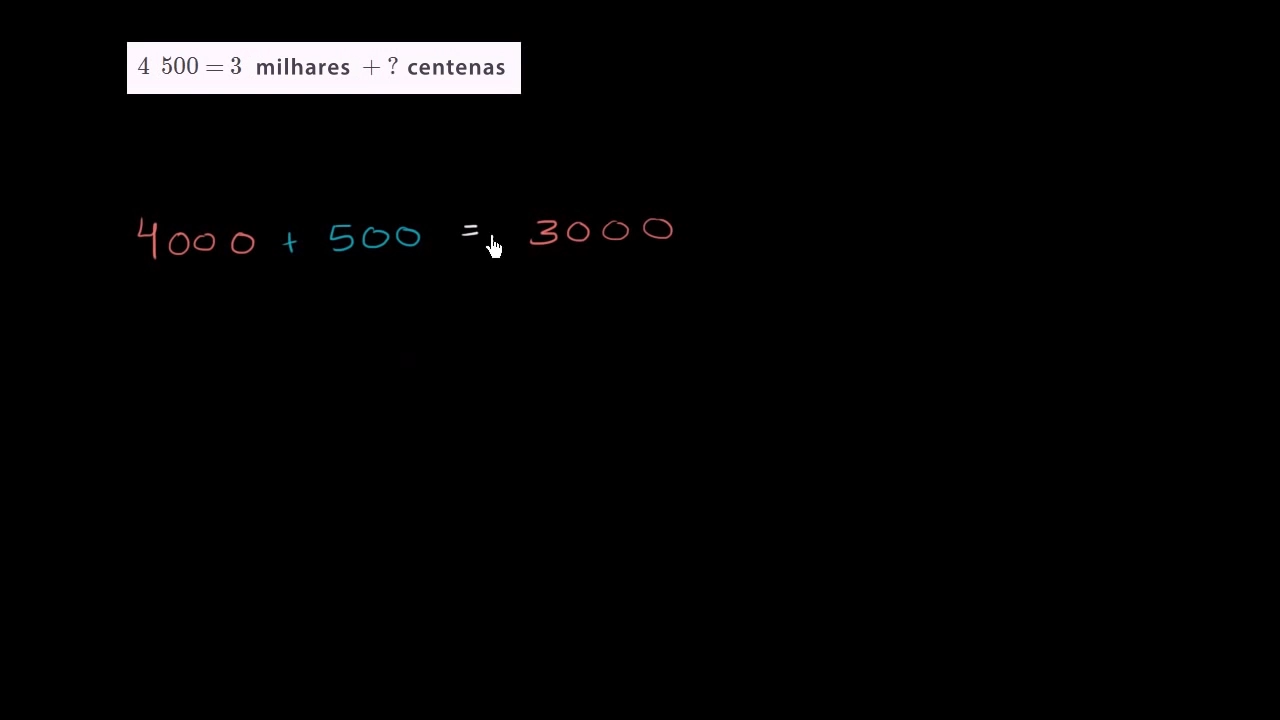 4 500 = 3 milhares + ? centenas
4000 + 500 = 3000